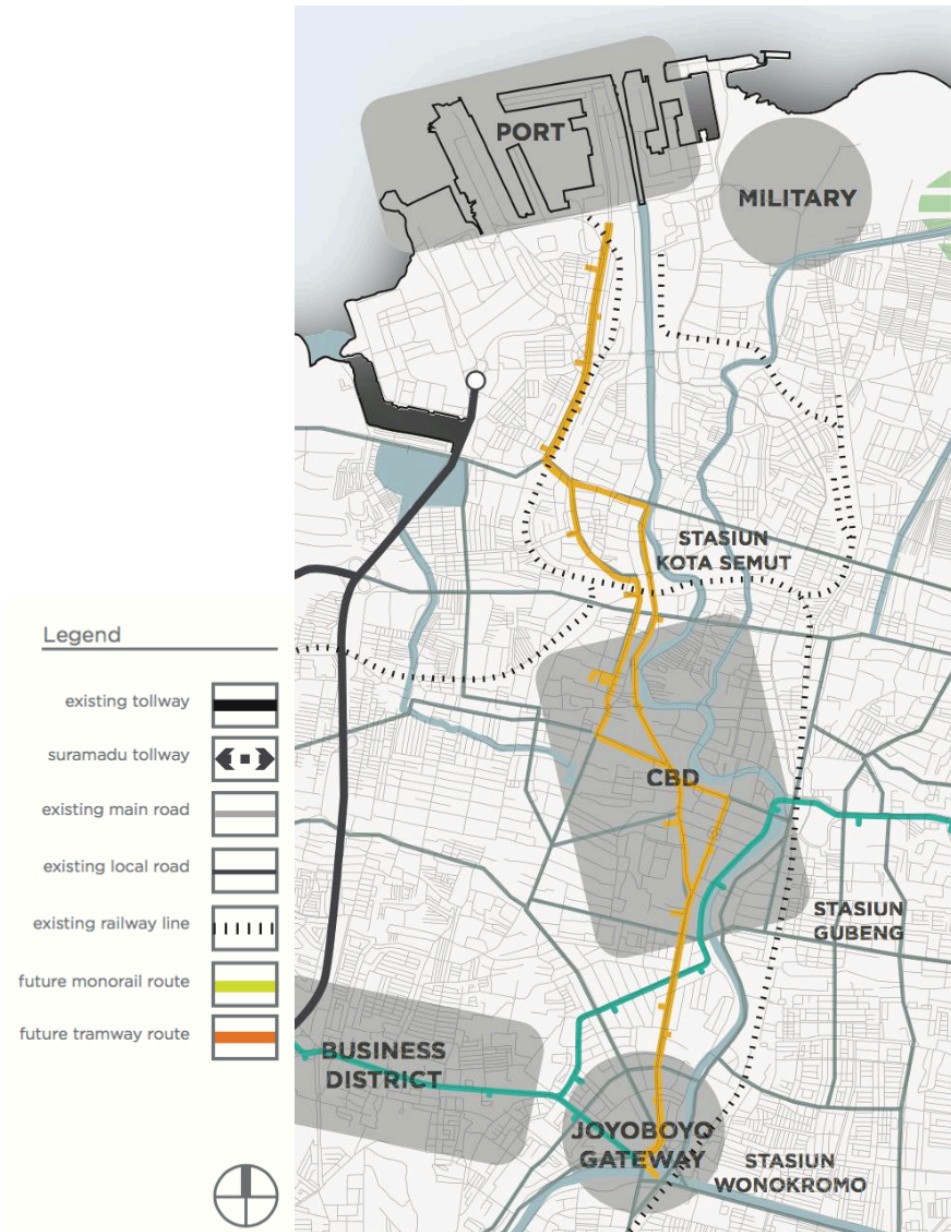 PORT
MILITARY
STASIUN
KOTA SEMUT
CBD
STASIUN
GUBENG
BUSINESS
DISTRICT
JOYOBOYO
GATEWAY
STASIUN
WONOKROMO
Legend
existing tollway
suramadu tollway
existing main road
existing local road
existing railway line
future monorail route
future tramway route